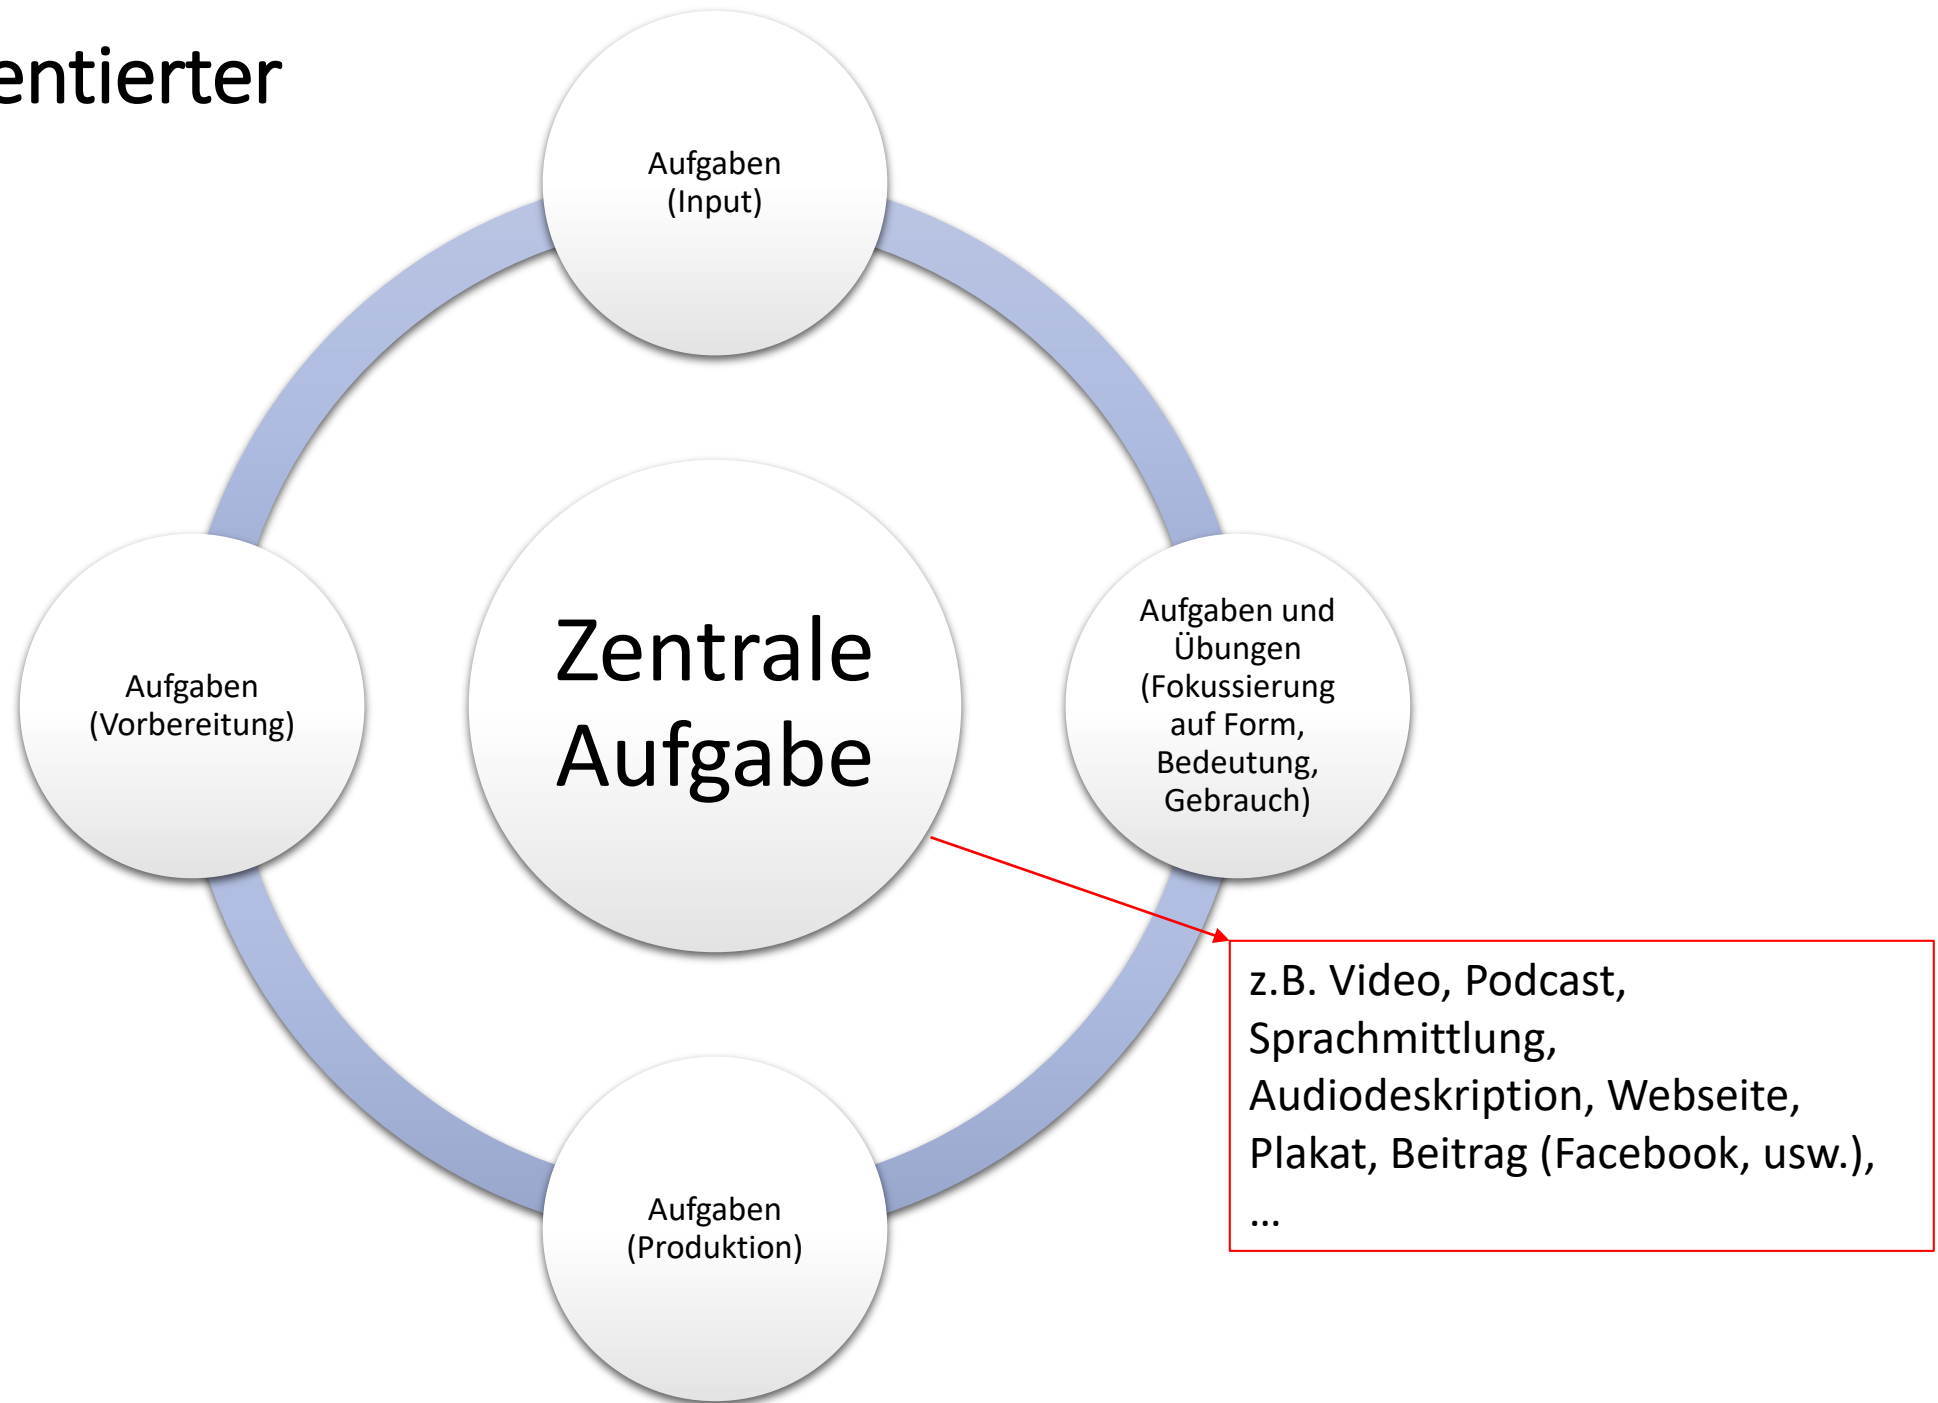 entierter
Aufgaben
(Input)
Aufgaben und
Übungen
(Fokussierung
auf Form,
Bedeutung,
Gebrauch)
Zentrale
Aufgabe
Aufgaben
(Vorbereitung)
z.B. Video, Podcast,
Sprachmittlung,
Audiodeskription, Webseite,
Plakat, Beitrag (Facebook, usw.),
…
Aufgaben
(Produktion)